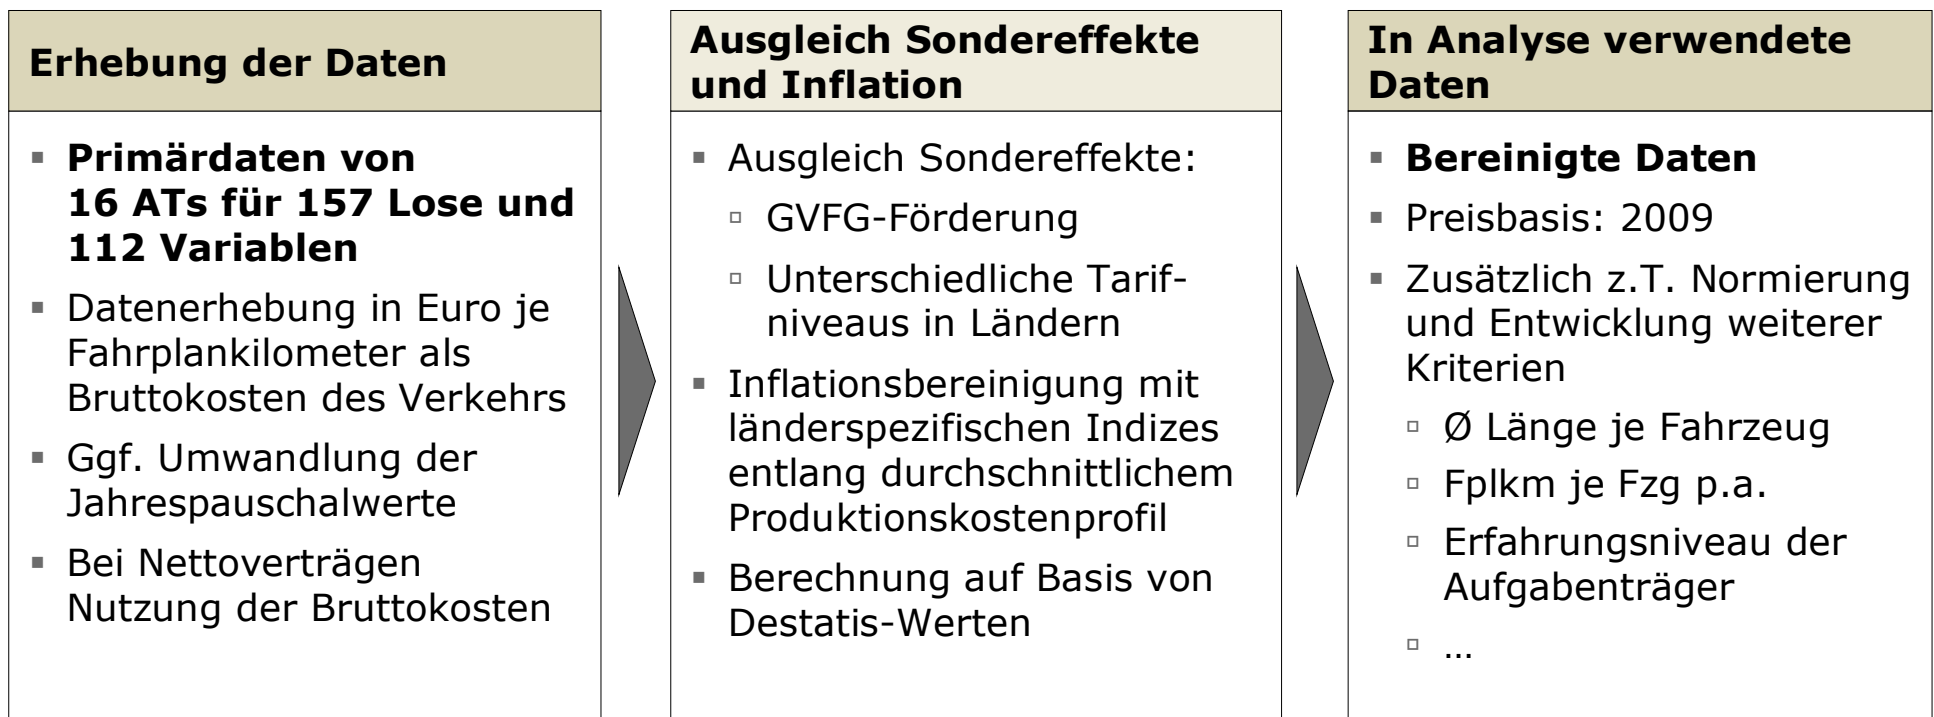 Erhebung der Daten
Primärdaten von
16 ATs für 157 Lose und
112 Variablen
Datenerhebung in Euro je
Fahrplankilometer als
Bruttokosten des Verkehrs
Ggf. Umwandlung der
Jahrespauschalwerte
Bei Nettoverträgen
Nutzung der Bruttokosten
Ausgleich Sondereffekte
und Inflation
Ausgleich Sondereffekte:
GVFG-Förderung
Unterschiedliche Tarif-
niveaus in Ländern
Inflationsbereinigung mit
länderspezifischen Indizes
entlang durchschnittlichem
Produktionskostenprofil
Berechnung auf Basis von
Destatis-Werten
In Analyse verwendete
Daten
Bereinigte Daten
Preisbasis: 2009
Zusätzlich z.T. Normierung
und Entwicklung weiterer
Kriterien
Ø Länge je Fahrzeug
Fplkm je Fzg p.a.
Erfahrungsniveau der
Aufgabenträger
…